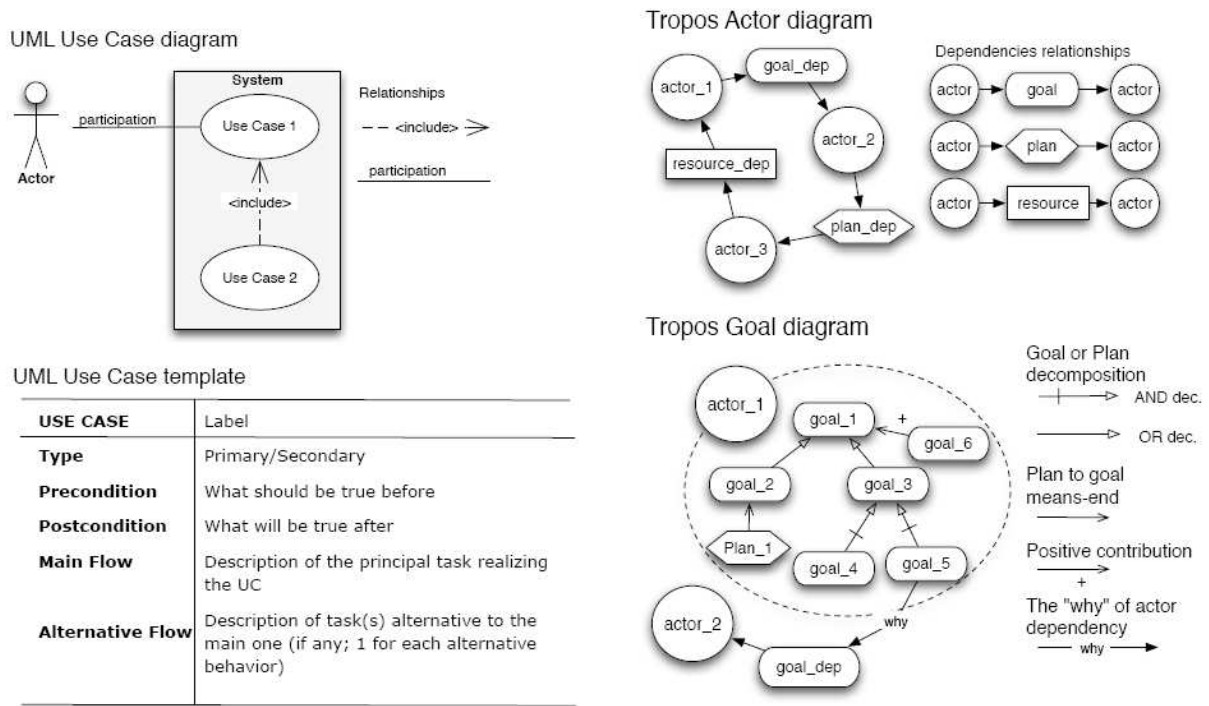 UML Use Case diagram
System
Actor
participation
Use Case 1
<include>
Use Case 2
Relationships
<include>
participation
UML Use Case template
USE CASE Label
Type Primary/Secondary
Precondition What should be true before
Postcondition What will be true after
Main Flow Description of the principal task realizing
the UC
Alternative Flow Description of task(s) alternative to the
main one (if any; 1 for each alternative
behavior)
Tropos Actor diagram
actor_1
goal_dep
actor_2
resource_dep
plan_dep
actor_3
Dependencies relationships
actor goal actor
actor plan actor
actor resource actor
Tropos Goal diagram
actor_1
goal_1
+
goal_6
goal_2
goal_3
Plan_1
goal_4
goal_5
why
actor_2
goal_dep
Goal or Plan
decomposition
AND dec.
OR dec.
Plan to goal
means-end
Positive contribution
+
The "why" of actor
dependency
why